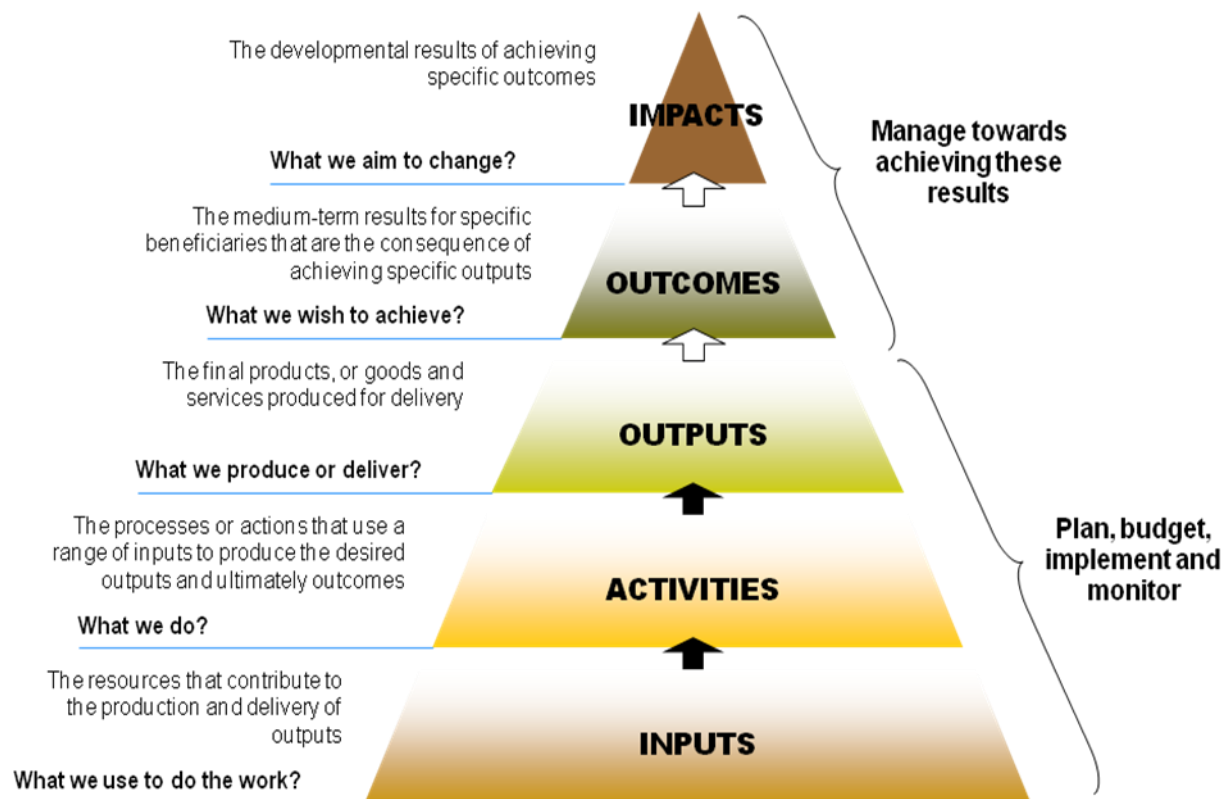 The developmental results of achieving
specific outcomes
IMPACTS
What we aim to change?
Manage towards
achieving these
results
The medium-term results for specific
beneficiaries that are the consequence of
achieving specific outputs
OUTCOMES
What we wish to achieve?
The final products, or goods and
services produced for delivery
OUTPUTS
What we produce or deliver?
The processes or actions that use a
range of inputs to produce the desired
outputs and ultimately outcomes
ACTIVITIES
Plan, budget,
implement and
monitor
What we do?
The resources that contribute to
the production and delivery of
outputs
INPUTS
What we use to do the work?